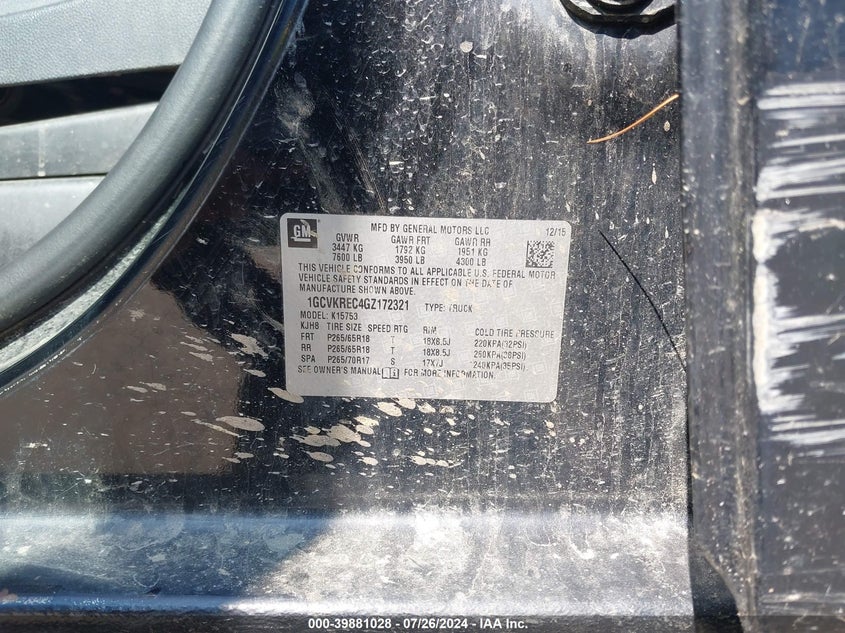 GM
MFD BY GENERAL MOTORS LLC 12/15
GVWR GAWR FRT GAWR RR
3447 KG 1792 KG 1951 KG
7600 LB 3950 LB 4300 LB
THIS VEHICLE CONFORMS TO ALL APPLICABLE U.S. FEDERAL MOTOR
VEHICLE SAFETY STANDARDS IN EFFECT ON THE DATE OF
MANUFACTURE SHOWN ABOVE.
1GCVKREC4GZ172321 TYPE: TRUCK
MODEL: K15753
KJH8 TIRE SIZE SPEED RTG RIM COLD TIRE PRESSURE
FRT P265/65R18 T 18X8.5J 220KPA(32PSI)
RR P265/65R18 T 18X8.5J 260KPA(38PSI)
SPA P265/70R17 S 17X7J 240KPA(35PSI)
SEE OWNER'S MANUAL FOR MORE INFORMATION.
000-39881028 - 07/26/2024 - IAA Inc.